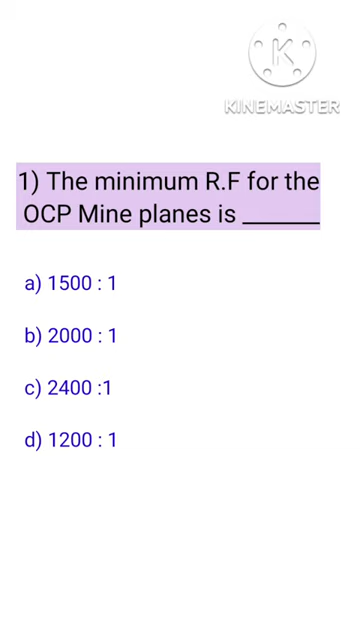 KINEMASTER
1) The minimum R.F for the
OCP Mine planes is ______
a) 1500 : 1
b) 2000 : 1
c) 2400 :1
d) 1200 : 1